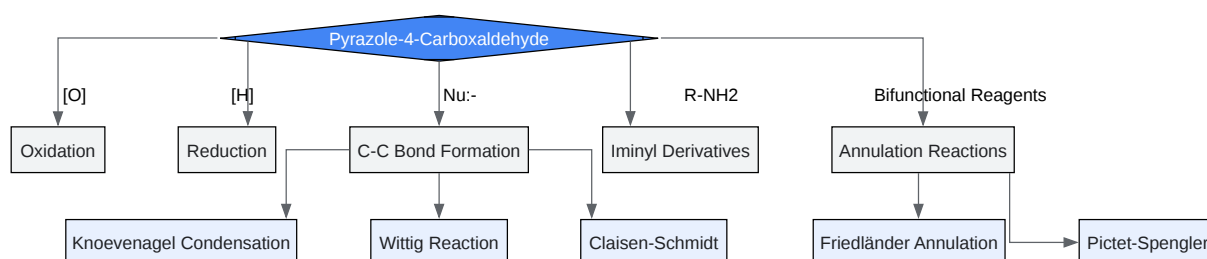 Pyrazole-4-Carboxaldehyde
[O]
[H]
Nu:-
R-NH2
Bifunctional Reagents
Oxidation
Reduction
C-C Bond Formation
Iminyl Derivatives
Annulation Reactions
Knoevenagel Condensation
Wittig Reaction
Claisen-Schmidt
Friedländer Annulation
Pictet-Spengler